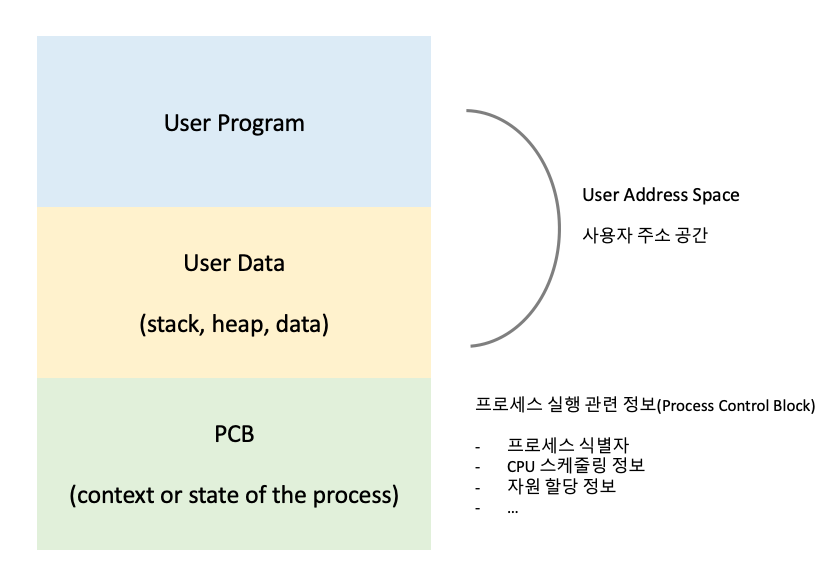 User Program
User Data
(stack, heap, data)
PCB
(context or state of the process)
User Address Space
사용자 주소 공간
프로세스 실행 관련 정보(Process Control Block)
- 프로세스 식별자
- CPU 스케줄링 정보
- 자원 할당 정보
- ...